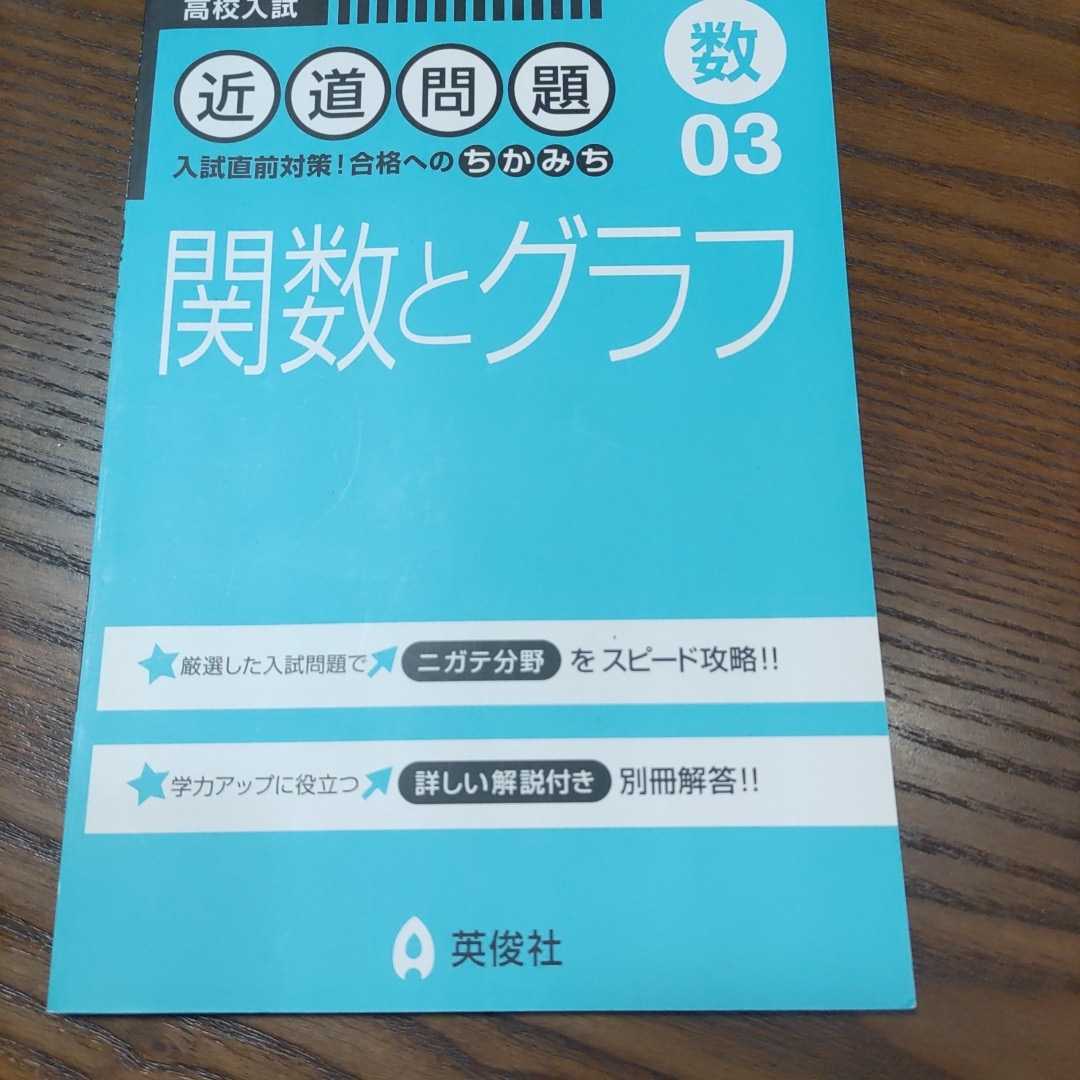 高校入試
近道問題
数
03
入試直前対策!合格へのちかみち
関数とグラフ
厳選した入試問題で ニガテ分野 を スピード攻略!!
学力アップに役立つ 詳しい解説付き 別冊解答!!
英俊社